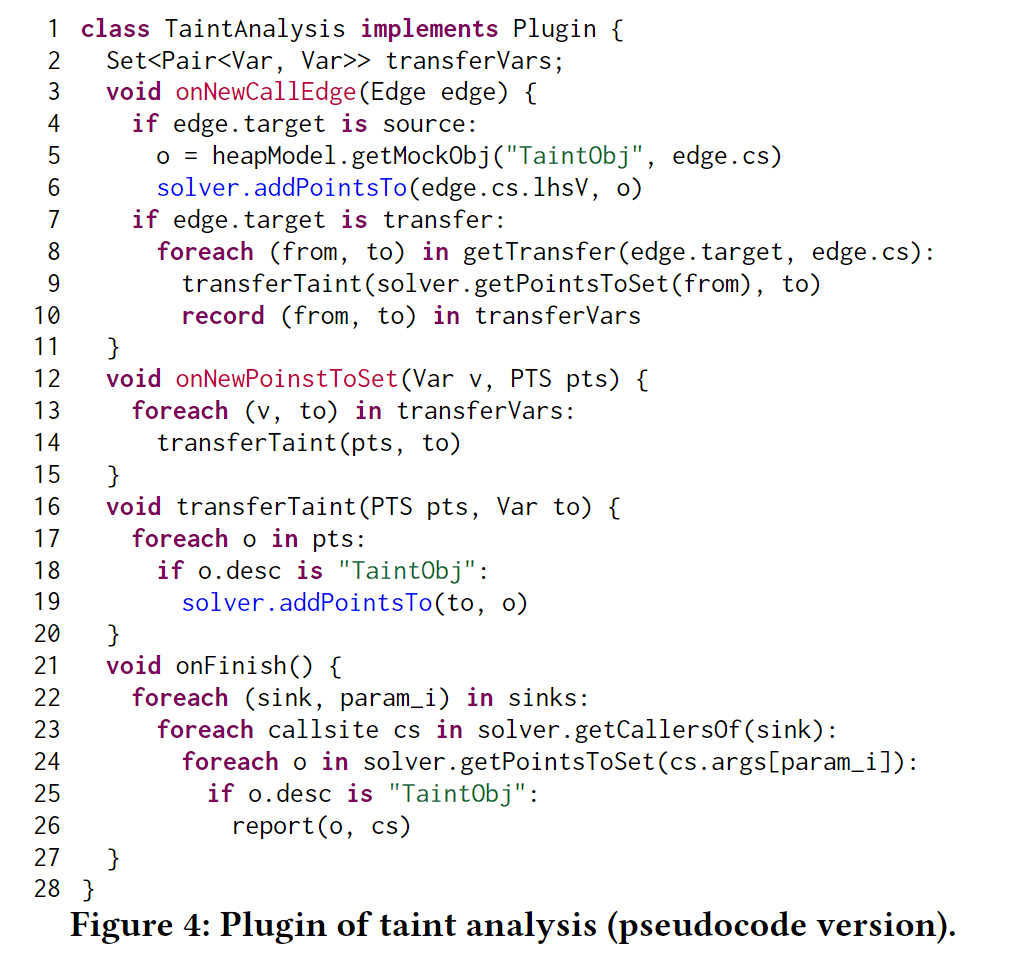 1 class TaintAnalysis implements Plugin {
2 Set<Pair<Var, Var>> transferVars;
3 void onNewCallEdge(Edge edge) {
4 if edge.target is source:
5 o = heapModel.getMockObj("TaintObj", edge.cs)
6 solver.addPointsTo(edge.cs.lhsV, o)
7 if edge.target is transfer:
8 foreach (from, to) in getTransfer(edge.target, edge.cs):
9 transferTaint(solver.getPointsToSet(from), to)
10 record (from, to) in transferVars
11 }
12 void onNewPoinstToSet(Var v, PTS pts) {
13 foreach (v, to) in transferVars:
14 transferTaint(pts, to)
15 }
16 void transferTaint(PTS pts, Var to) {
17 foreach o in pts:
18 if o.desc is "TaintObj":
19 solver.addPointsTo(to, o)
20 }
21 void onFinish() {
22 foreach (sink, param_i) in sinks:
23 foreach callsite cs in solver.getCallersOf(sink):
24 foreach o in solver.getPointsToSet(cs.args[param_i]):
25 if o.desc is "TaintObj":
26 report(o, cs)
27 }
28 }
Figure 4: Plugin of taint analysis (pseudocode version).